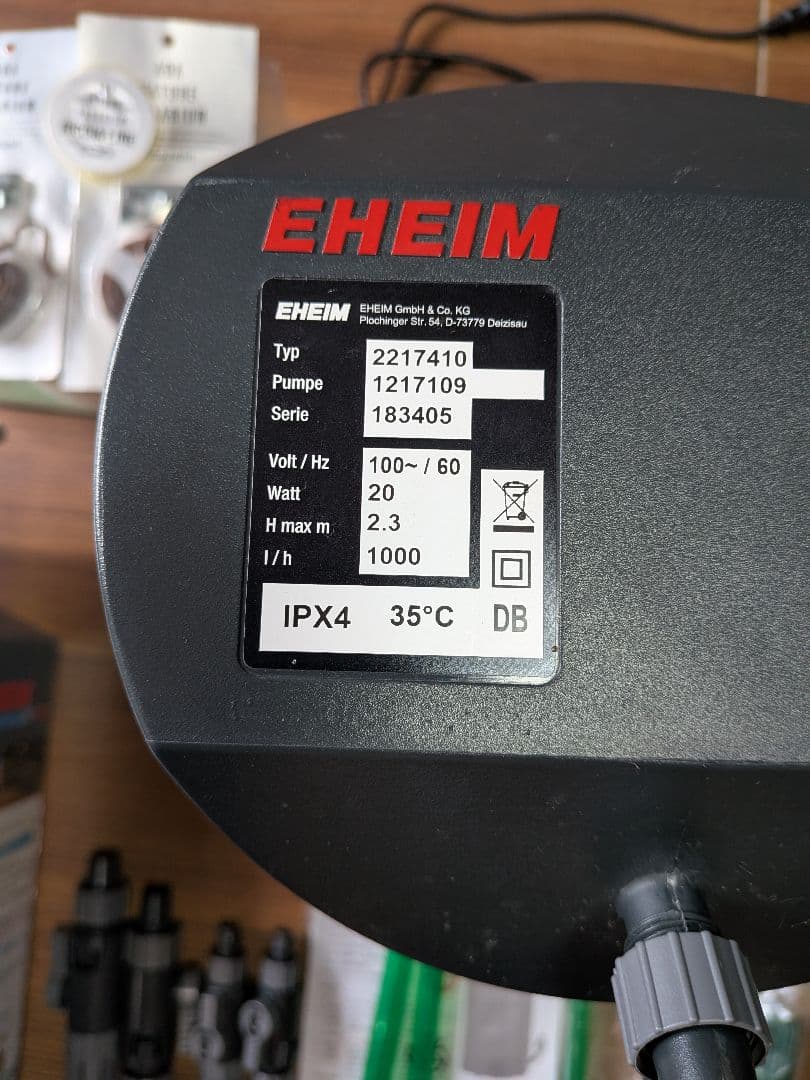 EHEIM
EHEIM EHEIM GmbH & Co. KG
Plochinger Str. 54, D-73779 Deizisau
Typ 2217410
Pumpe 1217109
Serie 183405
Volt / Hz 100~ / 60
Watt 20
H max m 2.3
l / h 1000
IPX4 35°C DB